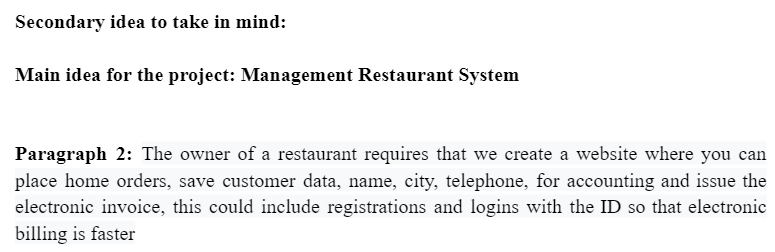 Secondary idea to take in mind:
Main idea for the project: Management Restaurant System
Paragraph 2: The owner of a restaurant requires that we create a website where you can
place home orders, save customer data, name, city, telephone, for accounting and issue the
electronic invoice, this could include registrations and logins with the ID so that electronic
billing is faster